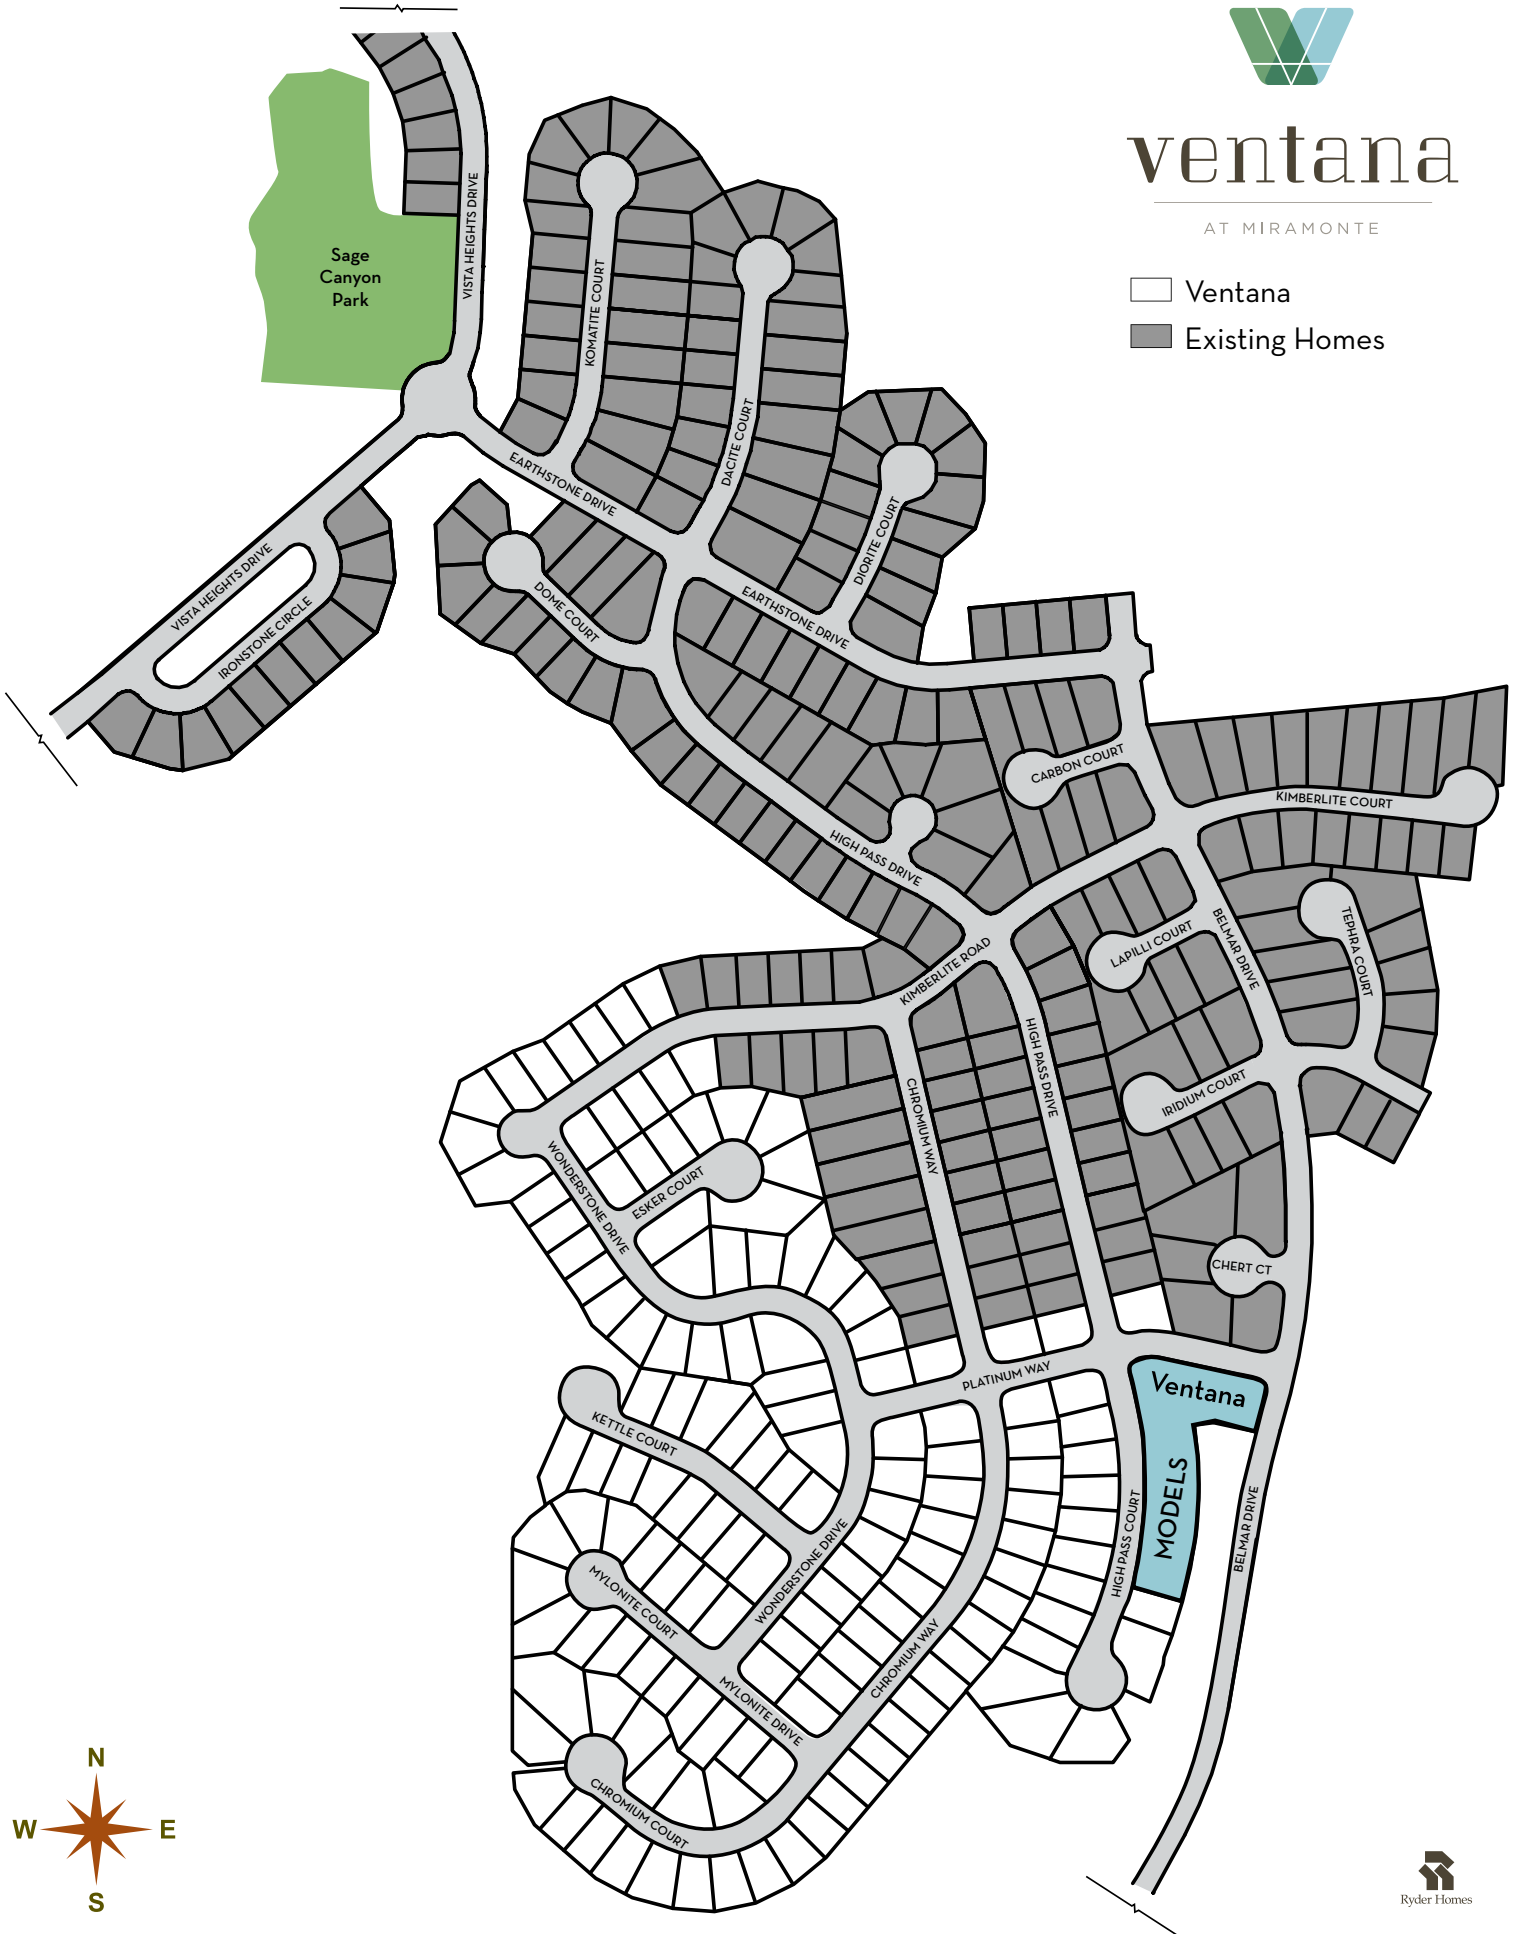 ventana
AT MIRAMONTE
Ventana
Existing Homes
Sage
Canyon
Park
VISTA HEIGHTS DRIVE
KOMATITE COURT
DACITE COURT
EARTHSTONE DRIVE
DIORITE COURT
VISTA HEIGHTS DRIVE
IRONSTONE CIRCLE
DOME COURT
EARTHSTONE DRIVE
CARBON COURT
KIMBERLITE COURT
HIGH PASS DRIVE
KIMBERLITE ROAD
LAPILLI COURT
BELMAR DRIVE
TEPHRA COURT
HIGH PASS DRIVE
CHROMIUM WAY
IRIDIUM COURT
WONDERSTONE DRIVE
ESKER COURT
CHERT CT
PLATINUM WAY
Ventana
MODELS
KETTLE COURT
HIGH PASS COURT
BELMAR DRIVE
WONDERSTONE DRIVE
MYLONITE COURT
CHROMIUM WAY
MYLONITE DRIVE
CHROMIUM COURT
N
W
E
S
Ryder Homes